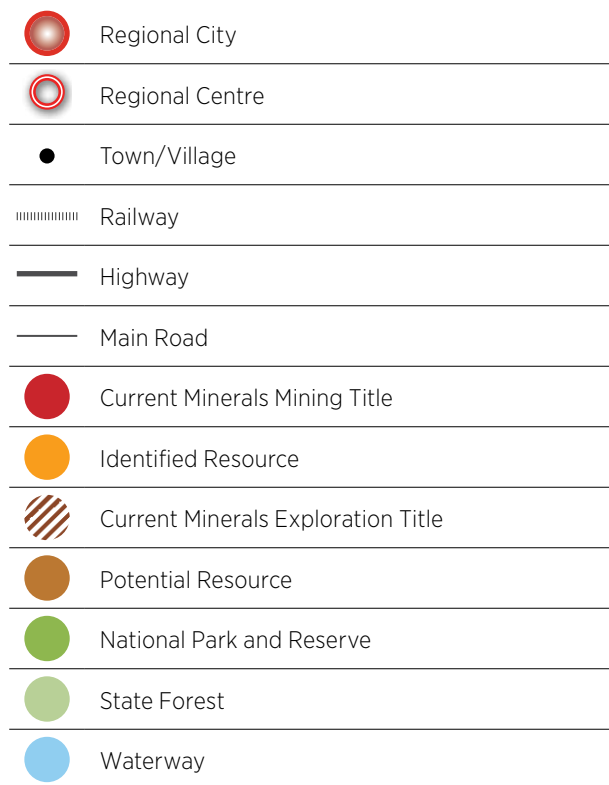 Regional City
Regional Centre
Town/Village
Railway
Highway
Main Road
Current Minerals Mining Title
Identified Resource
Current Minerals Exploration Title
Potential Resource
National Park and Reserve
State Forest
Waterway